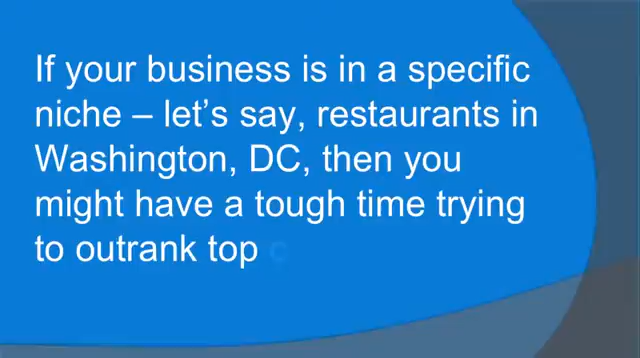 If your business is in a specific
niche – let’s say, restaurants in
Washington, DC, then you
might have a tough time trying
to outrank top